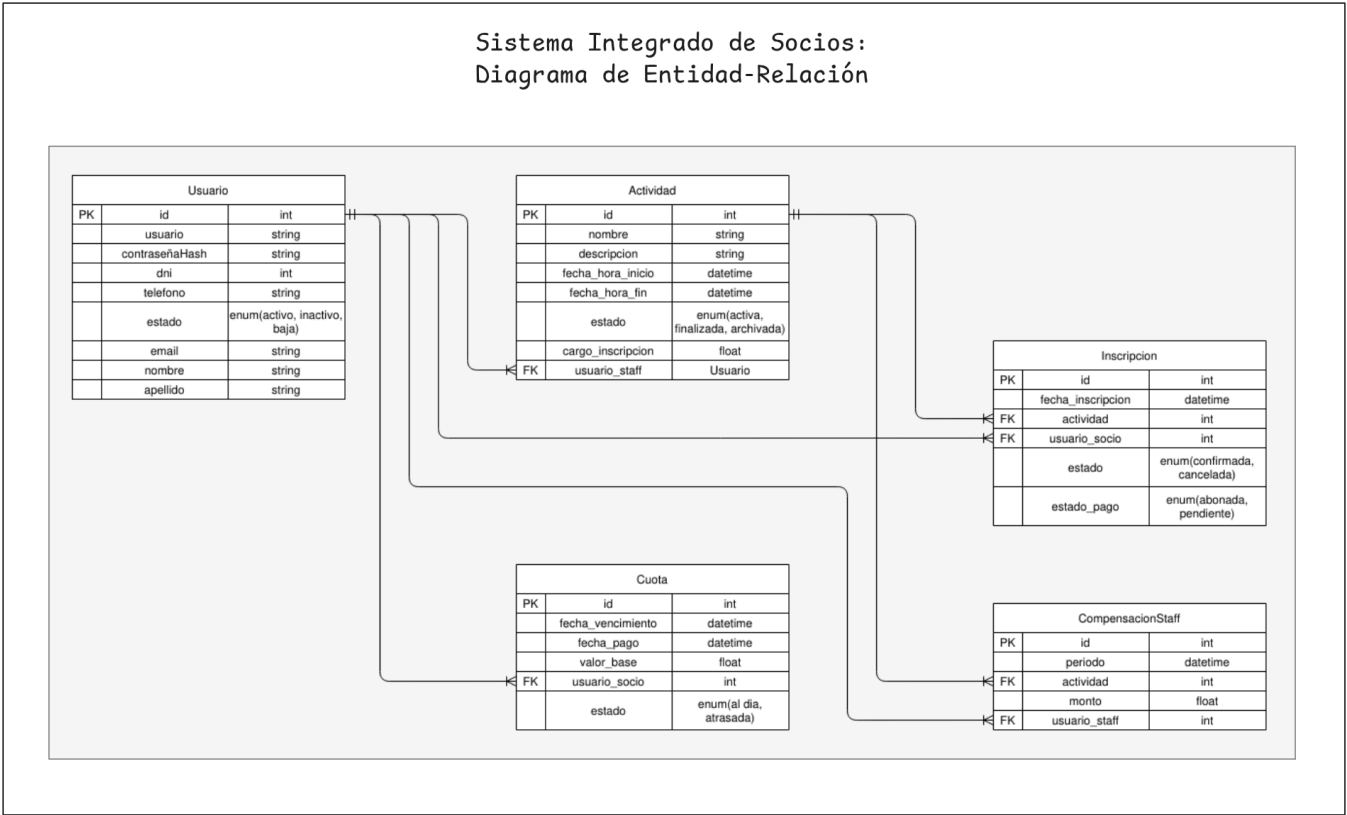 Sistema Integrado de Socios:
Diagrama de Entidad-Relación
Usuario
PK id int
usuario string
contraseñaHash string
dni int
telefono string
estado enum(activo, inactivo,
baja)
email string
nombre string
apellido string
Actividad
PK id int
nombre string
descripcion string
fecha_hora_inicio datetime
fecha_hora_fin datetime
estado enum(activa,
finalizada, archivada)
cargo_inscripcion float
FK usuario_staff Usuario
Inscripcion
PK id int
fecha_inscripcion datetime
FK actividad int
FK usuario_socio int
estado enum(confirmada,
cancelada)
estado_pago enum(abonada,
pendiente)
Cuota
PK id int
fecha_vencimiento datetime
fecha_pago datetime
valor_base float
FK usuario_socio int
estado enum(al dia,
atrasada)
CompensacionStaff
PK id int
periodo datetime
FK actividad int
monto float
FK usuario_staff int